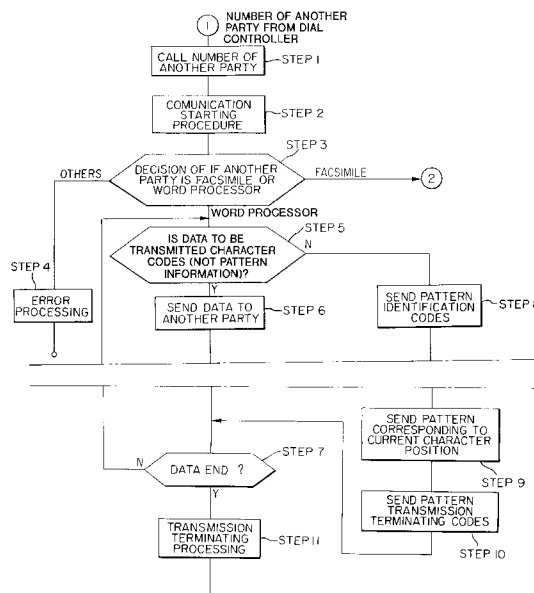 1
NUMBER OF ANOTHER
PARTY FROM DIAL
CONTROLLER
CALL NUMBER OF
ANOTHER PARTY
STEP 1
COMUNICATION
STARTING
PROCEDURE
STEP 2
STEP 3
OTHERS
DECISION OF IF ANOTHER
PARTY IS FACSIMILE OR
WORD PROCESSOR
FACSIMILE
2
WORD PROCESSOR
STEP 5
IS DATA TO BE
TRANSMITTED CHARACTER
CODES (NOT PATTERN
INFORMATION)?
N
Y
STEP 4
ERROR
PROCESSING
SEND DATA TO
ANOTHER PARTY
STEP 6
SEND PATTERN
IDENTIFICATION
CODES
STEP 8
SEND PATTERN
CORRESPONDING TO
CURRENT CHARACTER
POSITION
STEP 9
STEP 7
N
DATA END ?
Y
SEND PATTERN
TRANSMISSION
TERMINATING CODES
STEP 10
TRANSMISSION
TERMINATING
PROCESSING
STEP 11